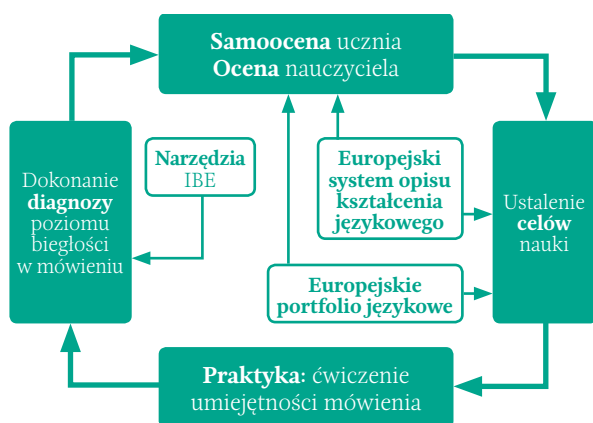 Samoocena ucznia
Ocena nauczyciela
Dokonanie
diagnozy
poziomu
biegłości
w mówieniu
Narzędzia
IBE
Europejski
system opisu
kształcenia
językowego
Ustalenie
celów
nauki
Europejskie
portfolio językowe
Praktyka: ćwiczenie
umiejętności mówienia